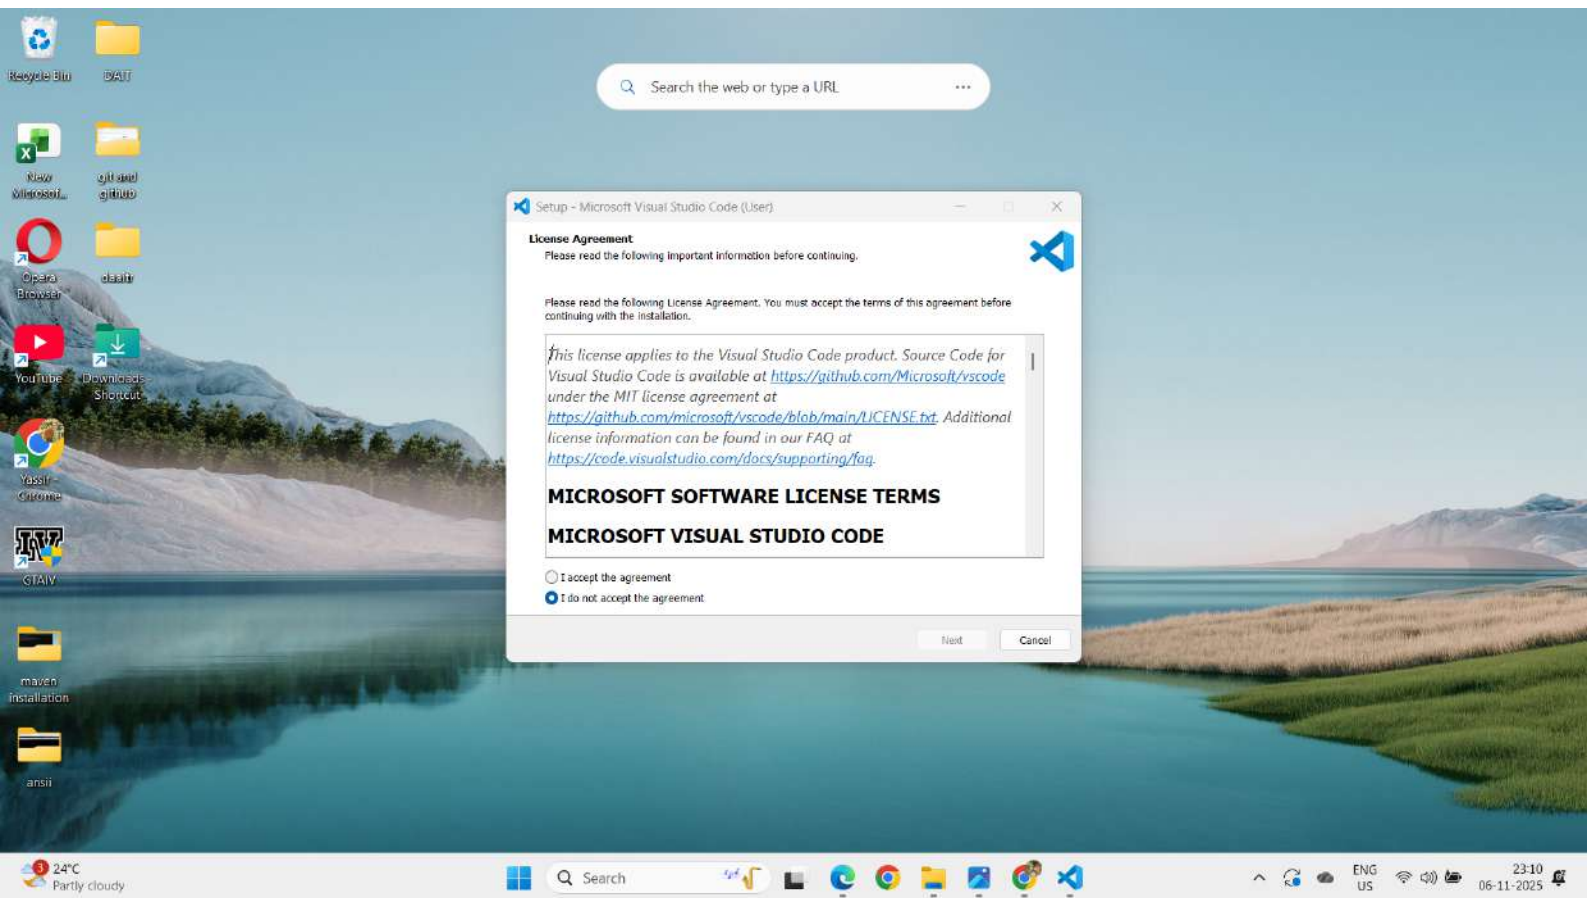 Recycle Bin
DAIT
New
Microsof...
git and
github
Opera
Browser
YouTube
Downloads
Shortcut
Yassir -
Chrome
GTAIV
maven
installation
ansii
Search the web or type a URL
Setup - Microsoft Visual Studio Code (User)
License Agreement
Please read the following important information before continuing.
Please read the following License Agreement. You must accept the terms of this agreement before
continuing with the installation.
This license applies to the Visual Studio Code product. Source Code for
Visual Studio Code is available at https://github.com/Microsoft/vscode
under the MIT license agreement at
https://github.com/microsoft/vscode/blob/main/LICENSE.txt. Additional
license information can be found in our FAQ at
https://code.visualstudio.com/docs/supporting/faq.
MICROSOFT SOFTWARE LICENSE TERMS
MICROSOFT VISUAL STUDIO CODE
I accept the agreement
I do not accept the agreement
Next
Cancel
3
24°C
Partly cloudy
Search
ENG
US
23:10
06-11-2025